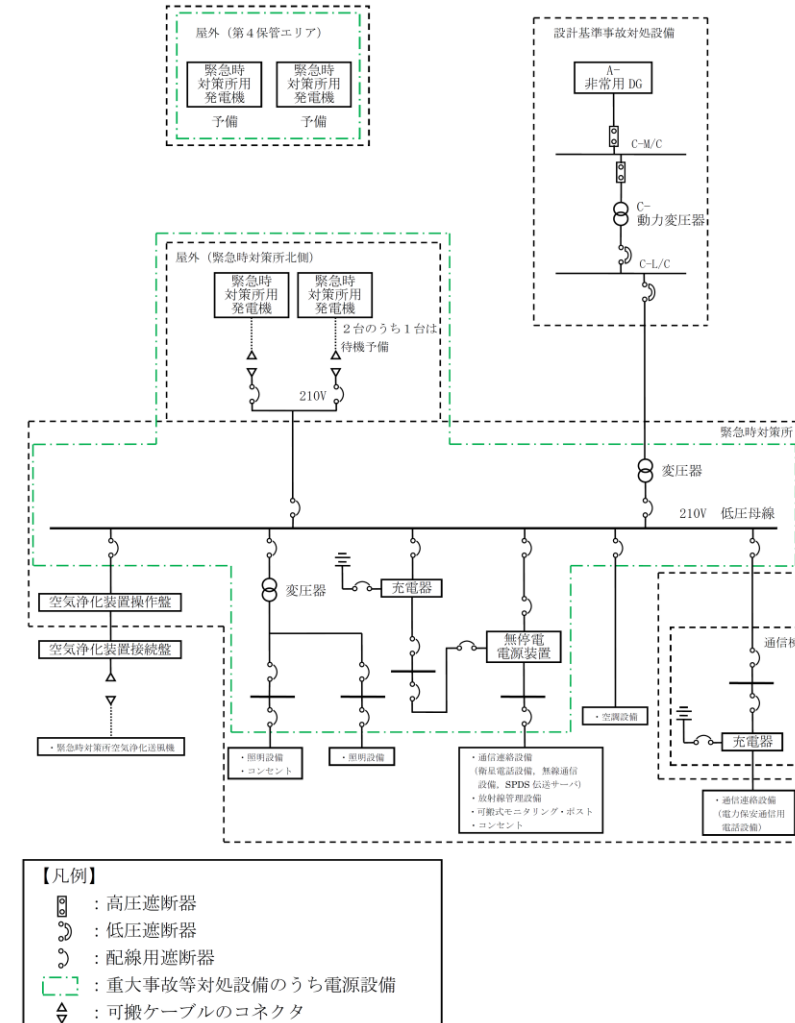 屋外（第４保管エリア）
緊急時
対策所用
発電機
緊急時
対策所用
発電機
予備
予備
設計基準事故対処設備
A-
非常用 DG
C-M/C
C-
動力変圧器
C-L/C
屋外（緊急時対策所北側）
緊急時
対策所用
発電機
緊急時
対策所用
発電機
２台のうち１台は
待機予備
210V
緊急時対策所
変圧器
210V 低圧母線
空気浄化装置操作盤
空気浄化装置接続盤
・緊急時対策所空気浄化送風機
変圧器
充電器
無停電
電源装置
・照明設備
・コンセント
・照明設備
・通信連絡設備
（衛星電話設備，無線通信
設備，SPDS 伝送サーバ）
・放射線管理設備
・可搬式モニタリング・ポスト
・コンセント
・空調設備
通信機
充電器
・通信連絡設備
（電力保安通信用
電話設備）
【凡例】
：高圧遮断器
：低圧遮断器
：配線用遮断器
：重大事故等対処設備のうち電源設備
：可搬ケーブルのコネクタ